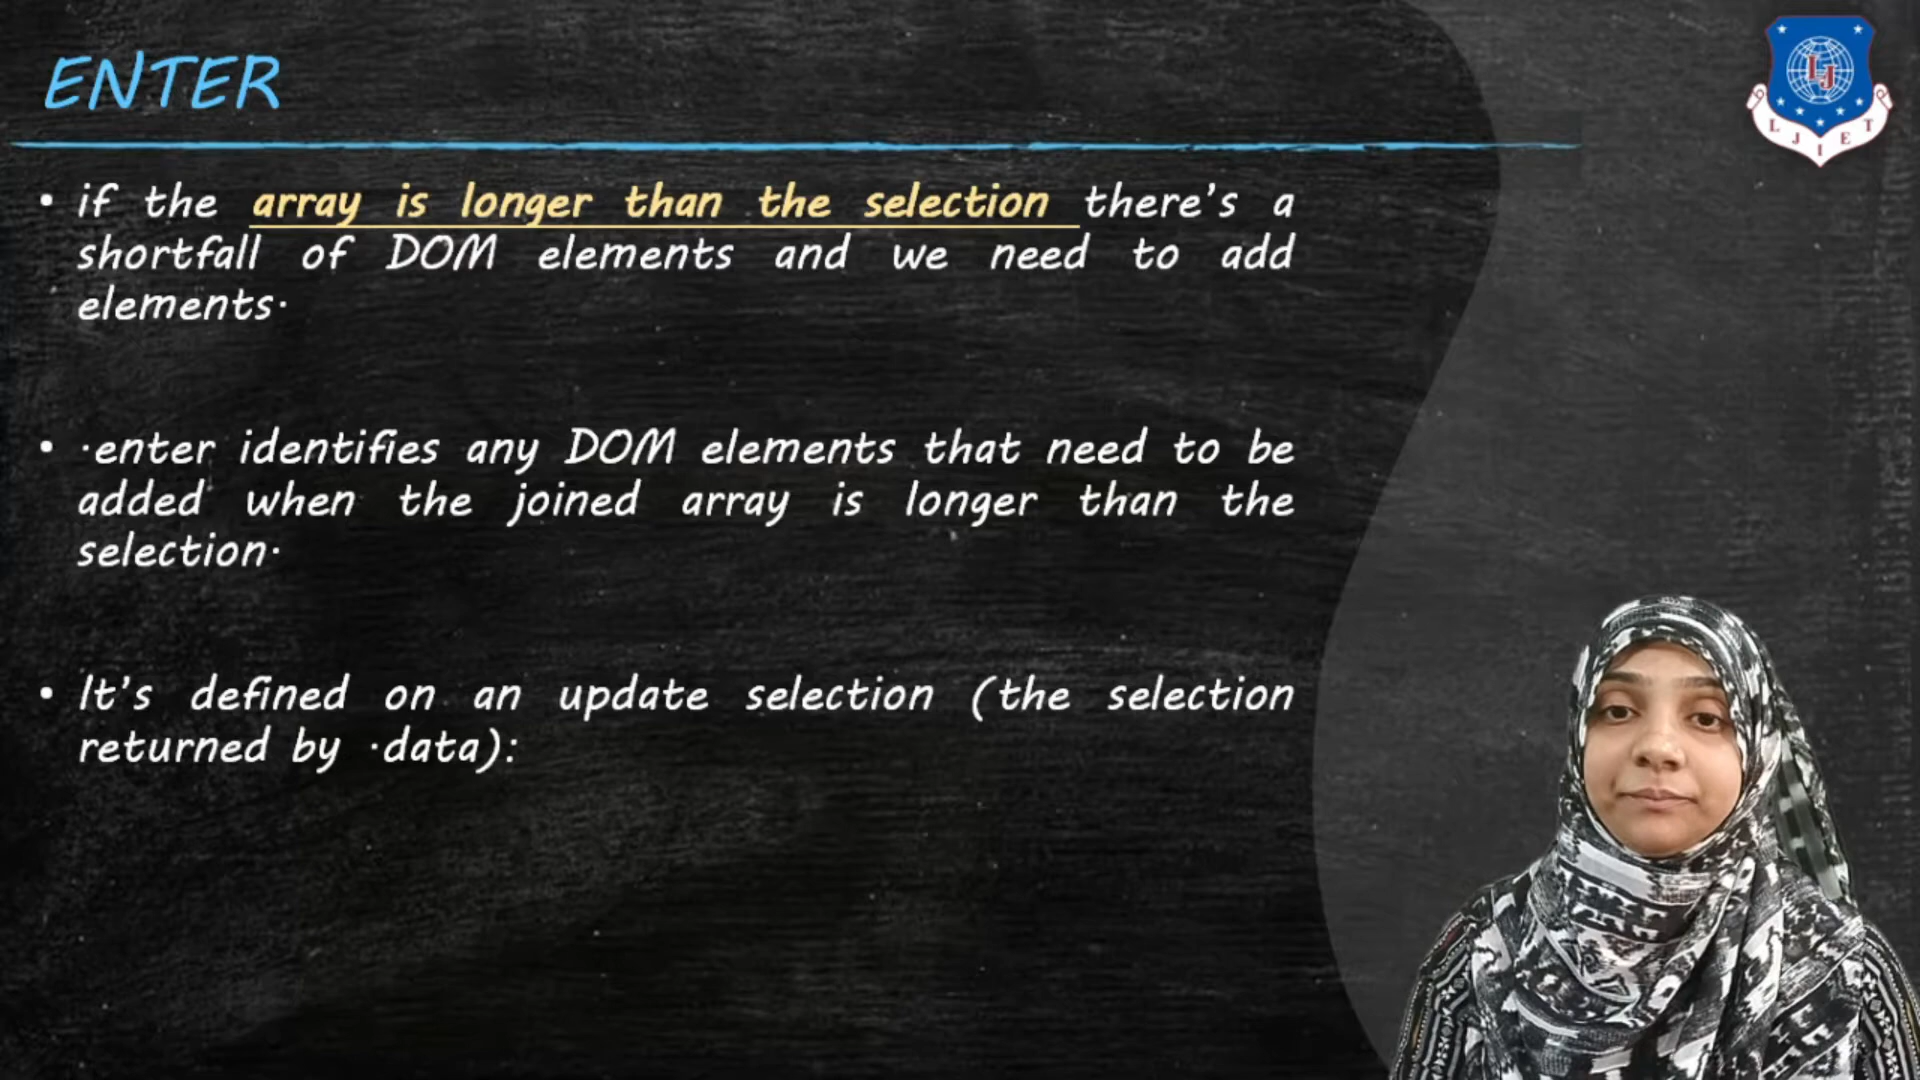 ENTER
• if the array is longer than the selection there's a
shortfall of DOM elements and we need to add
elements.
• .enter identifies any DOM elements that need to be
added when the joined array is longer than the
selection.
• It's defined on an update selection (the selection
returned by .data):
LJ
LJIET